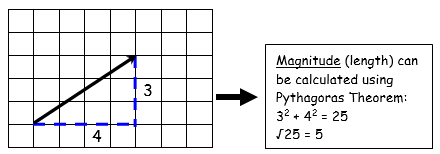 3
4
Magnitude (length) can
be calculated using
Pythagoras Theorem:
3² + 4² = 25
√25 = 5